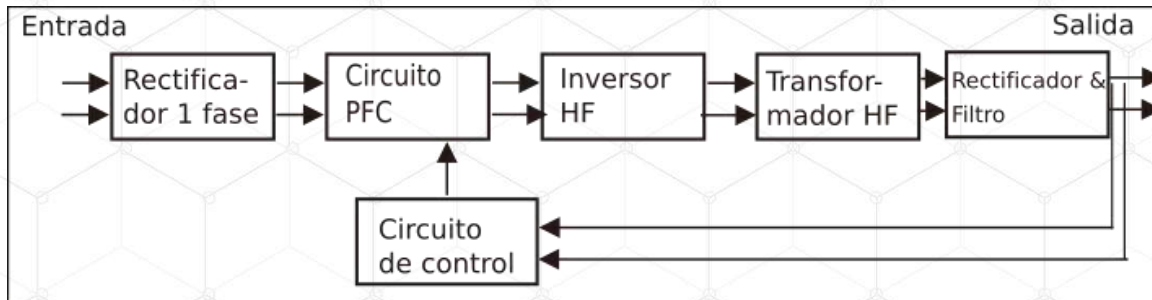 Entrada
Salida
Rectifica-
dor 1 fase
Circuito
PFC
Inversor
HF
Transfor-
mador HF
Rectificador &
Filtro
Circuito
de control